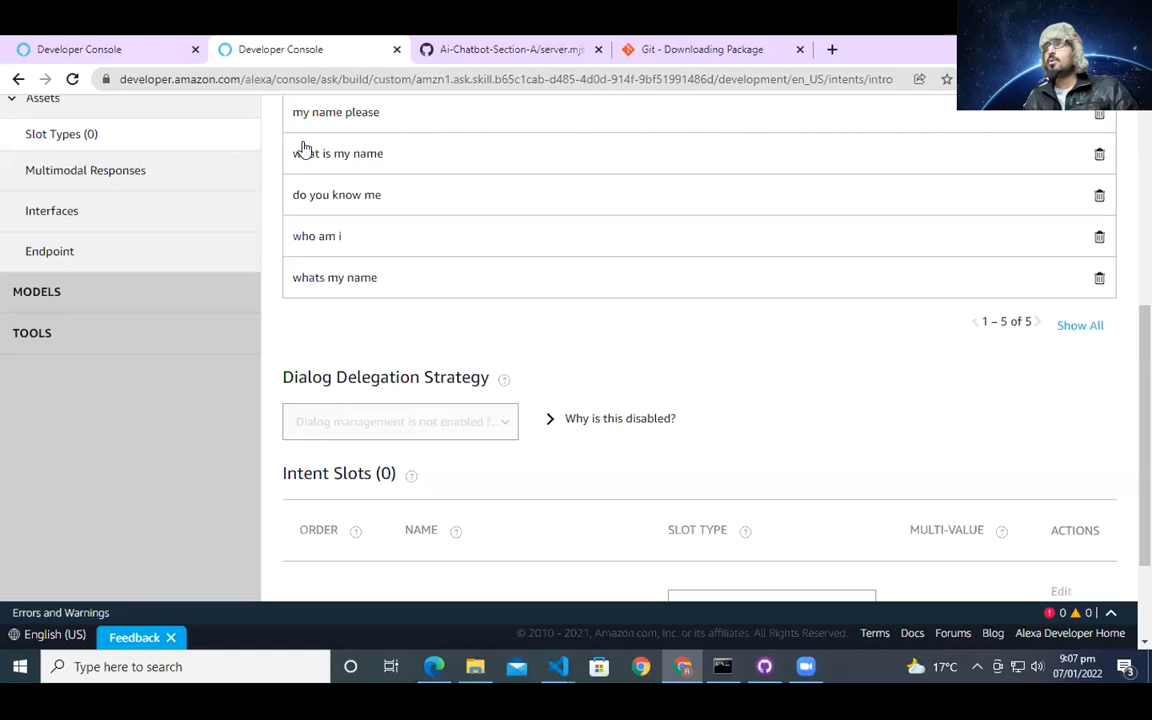 Developer Console
Developer Console
Ai-Chatbot-Section-A/server.mjs
Git - Downloading Package
developer.amazon.com/alexa/console/ask/build/custom/amzn1.ask.skill.b65c1cab-d485-4d0d-914f-9bf51991486d/development/en_US/intents/intro
Assets
Slot Types (0)
Multimodal Responses
Interfaces
Endpoint
MODELS
TOOLS
my name please
what is my name
do you know me
who am i
whats my name
1 – 5 of 5
Show All
Dialog Delegation Strategy
Dialog management is not enabled f...
Why is this disabled?
Intent Slots (0)
ORDER NAME SLOT TYPE MULTI-VALUE ACTIONS
Edit
Errors and Warnings
0 0
English (US)
Feedback
© 2010 - 2021, Amazon.com, Inc. or its affiliates. All Rights Reserved.
Terms Docs Forums Blog Alexa Developer Home
Type here to search
17°C
9:07 pm
07/01/2022
3